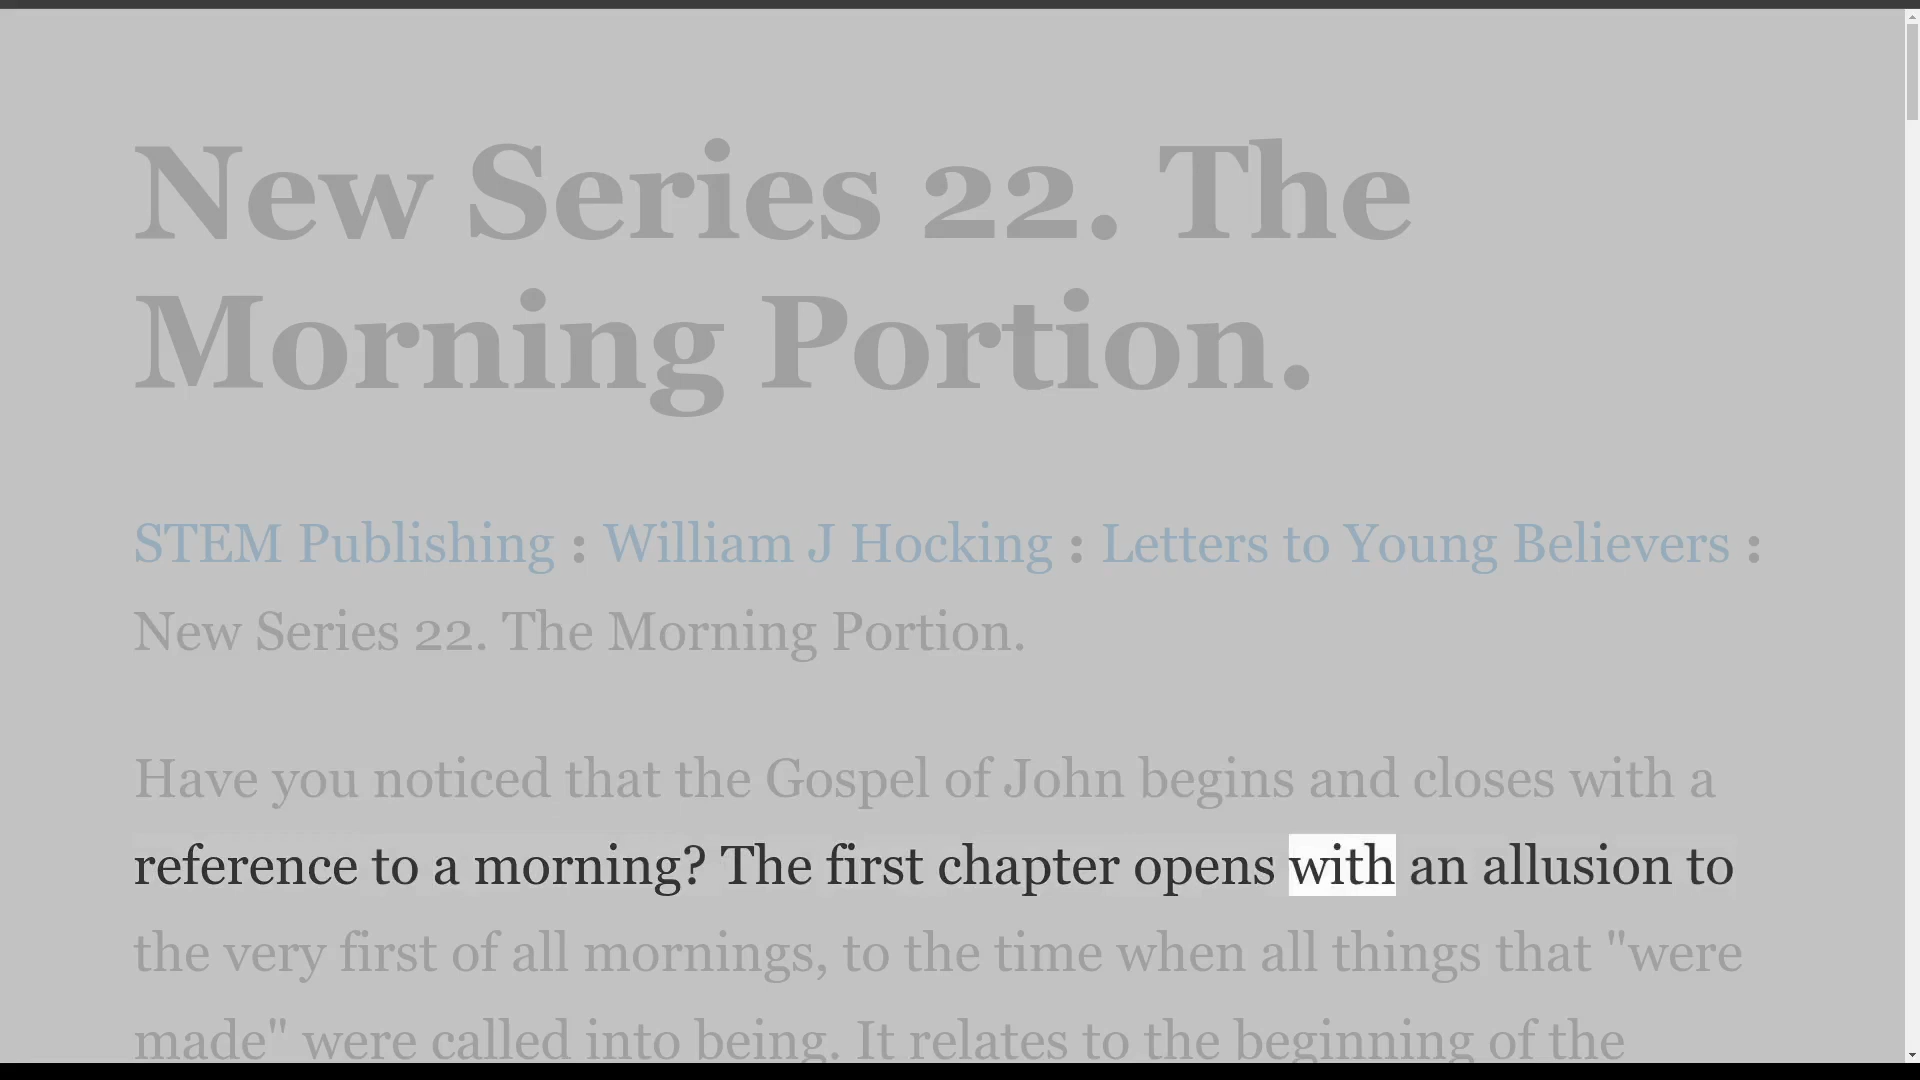 New Series 22. The
Morning Portion.
STEM Publishing : William J Hocking : Letters to Young Believers :
New Series 22. The Morning Portion.
Have you noticed that the Gospel of John begins and closes with a
reference to a morning? The first chapter opens with an allusion to
the very first of all mornings, to the time when all things that "were
made" were called into being. It relates to the beginning of the